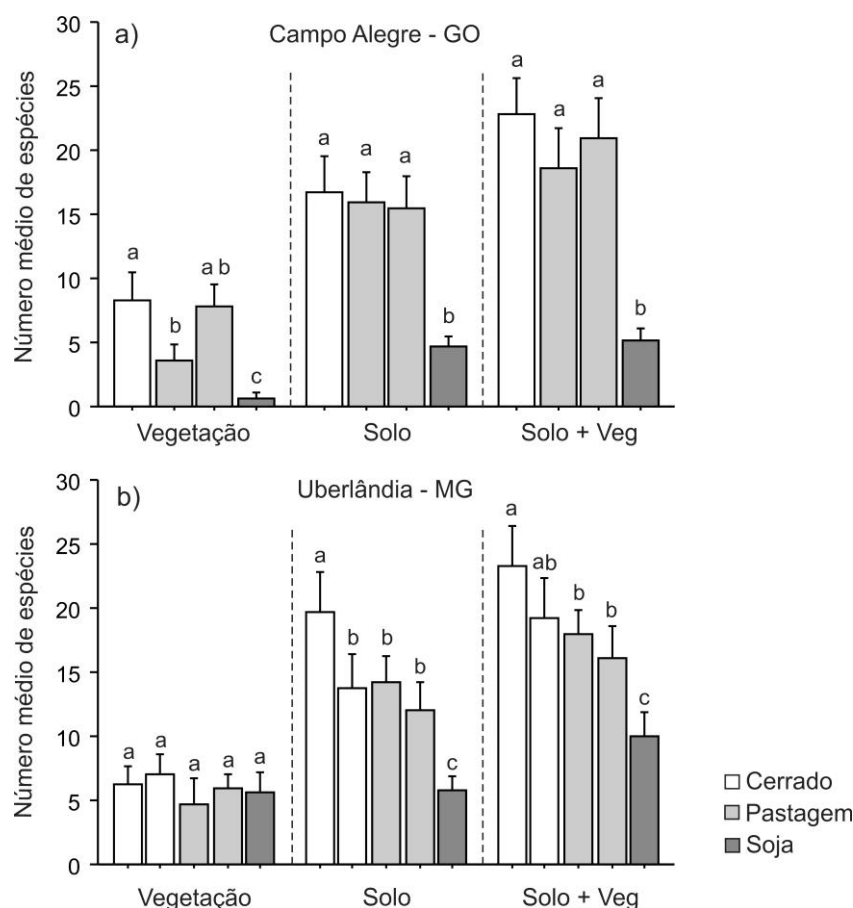 a)
Campo Alegre - GO
Número médio de espécies
30
25
20
15
10
5
0
a
b
a b
c
a
a
a
b
a
a
a
b
Vegetação
Solo
Solo + Veg
b)
Uberlândia - MG
Número médio de espécies
30
25
20
15
10
5
0
a
a
a
a
a
a
b
b
b
c
a
ab
b
b
c
Vegetação
Solo
Solo + Veg
Cerrado
Pastagem
Soja